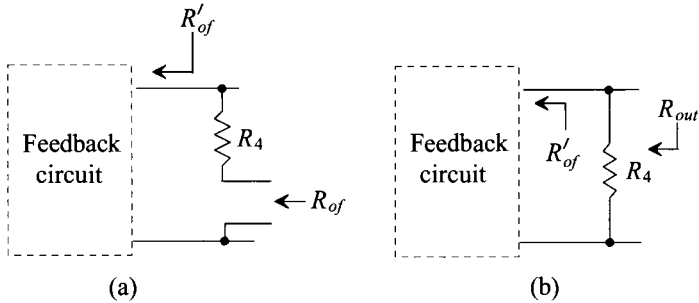 R'of
Feedback
circuit
R4
Rof
(a)
Feedback
circuit
R'of
Rout
R4
(b)